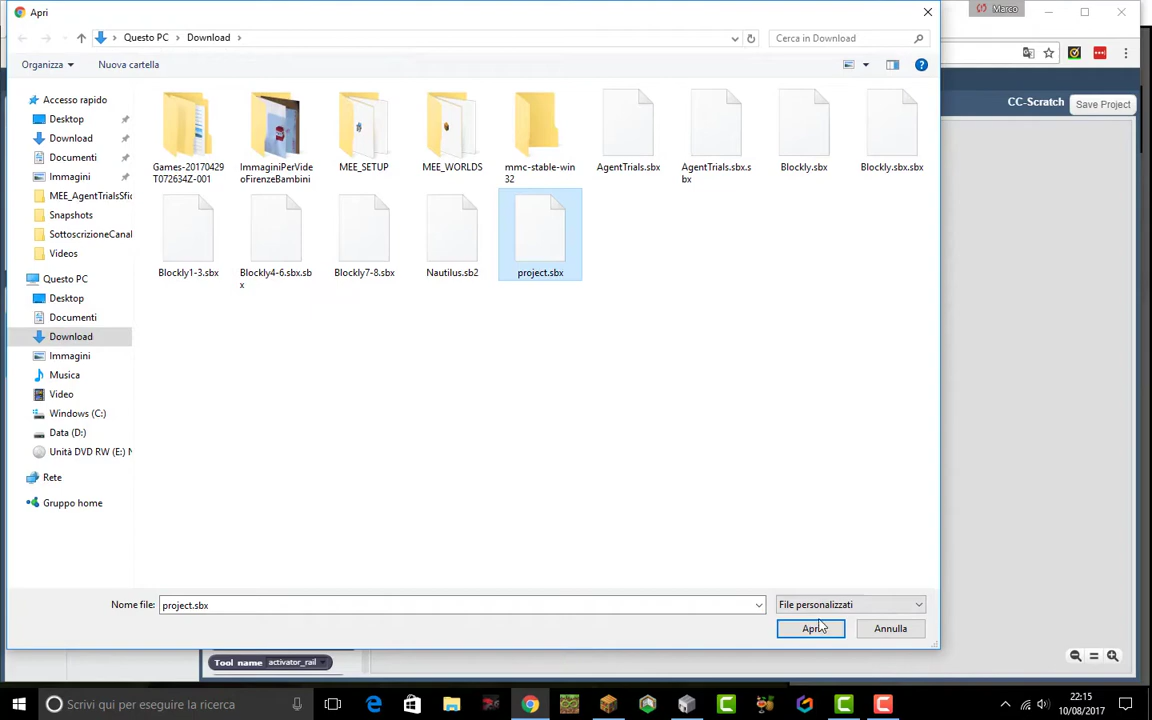 Apri
Marco
Questo PC
Download
Cerca in Download
Organizza
Nuova cartella
CC-Scratch
Save Project
Accesso rapido
Desktop
Download
Documenti
Immagini
MEE_AgentTrialsSfid
Snapshots
SottoscrizioneCanal
Videos
Questo PC
Desktop
Documenti
Download
Immagini
Musica
Video
Windows (C:)
Data (D:)
Unità DVD RW (E:) N
Rete
Gruppo home
Games-20170429
T072634Z-001
ImmaginiPerVide
oFirenzeBambini
MEE_SETUP
MEE_WORLDS
mmc-stable-win
32
AgentTrials.sbx
AgentTrials.sbx.s
bx
Blockly.sbx
Blockly.sbx.sbx
Blockly1-3.sbx
Blockly4-6.sbx.sb
x
Blockly7-8.sbx
Nautilus.sb2
project.sbx
Nome file:
project.sbx
File personalizzati
Apri
Annulla
Tool name activator_rail
Scrivi qui per eseguire la ricerca
22:15
10/08/2017